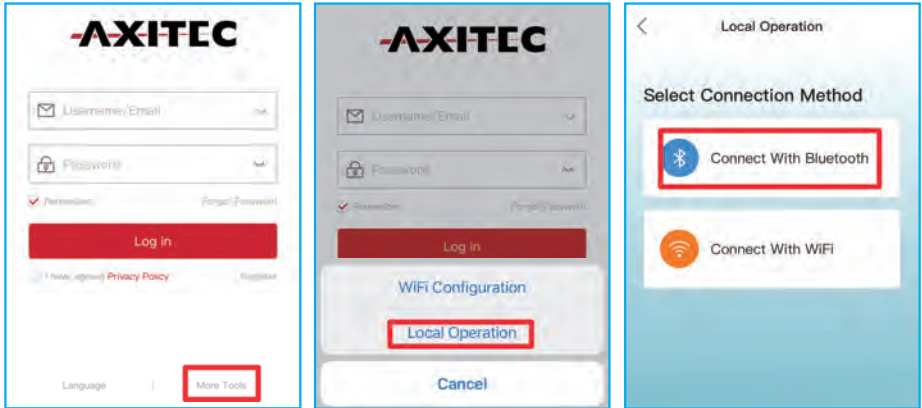 AXITEC
Username/Email
Password
Remember Forgot Password
Log in
I have agreed Privacy Policy Register
Language | More Tools
AXITEC
Username/Email
Password
Remember Forgot Password
Log in
WiFi Configuration
Local Operation
Cancel
Local Operation
Select Connection Method
Connect With Bluetooth
Connect With WiFi